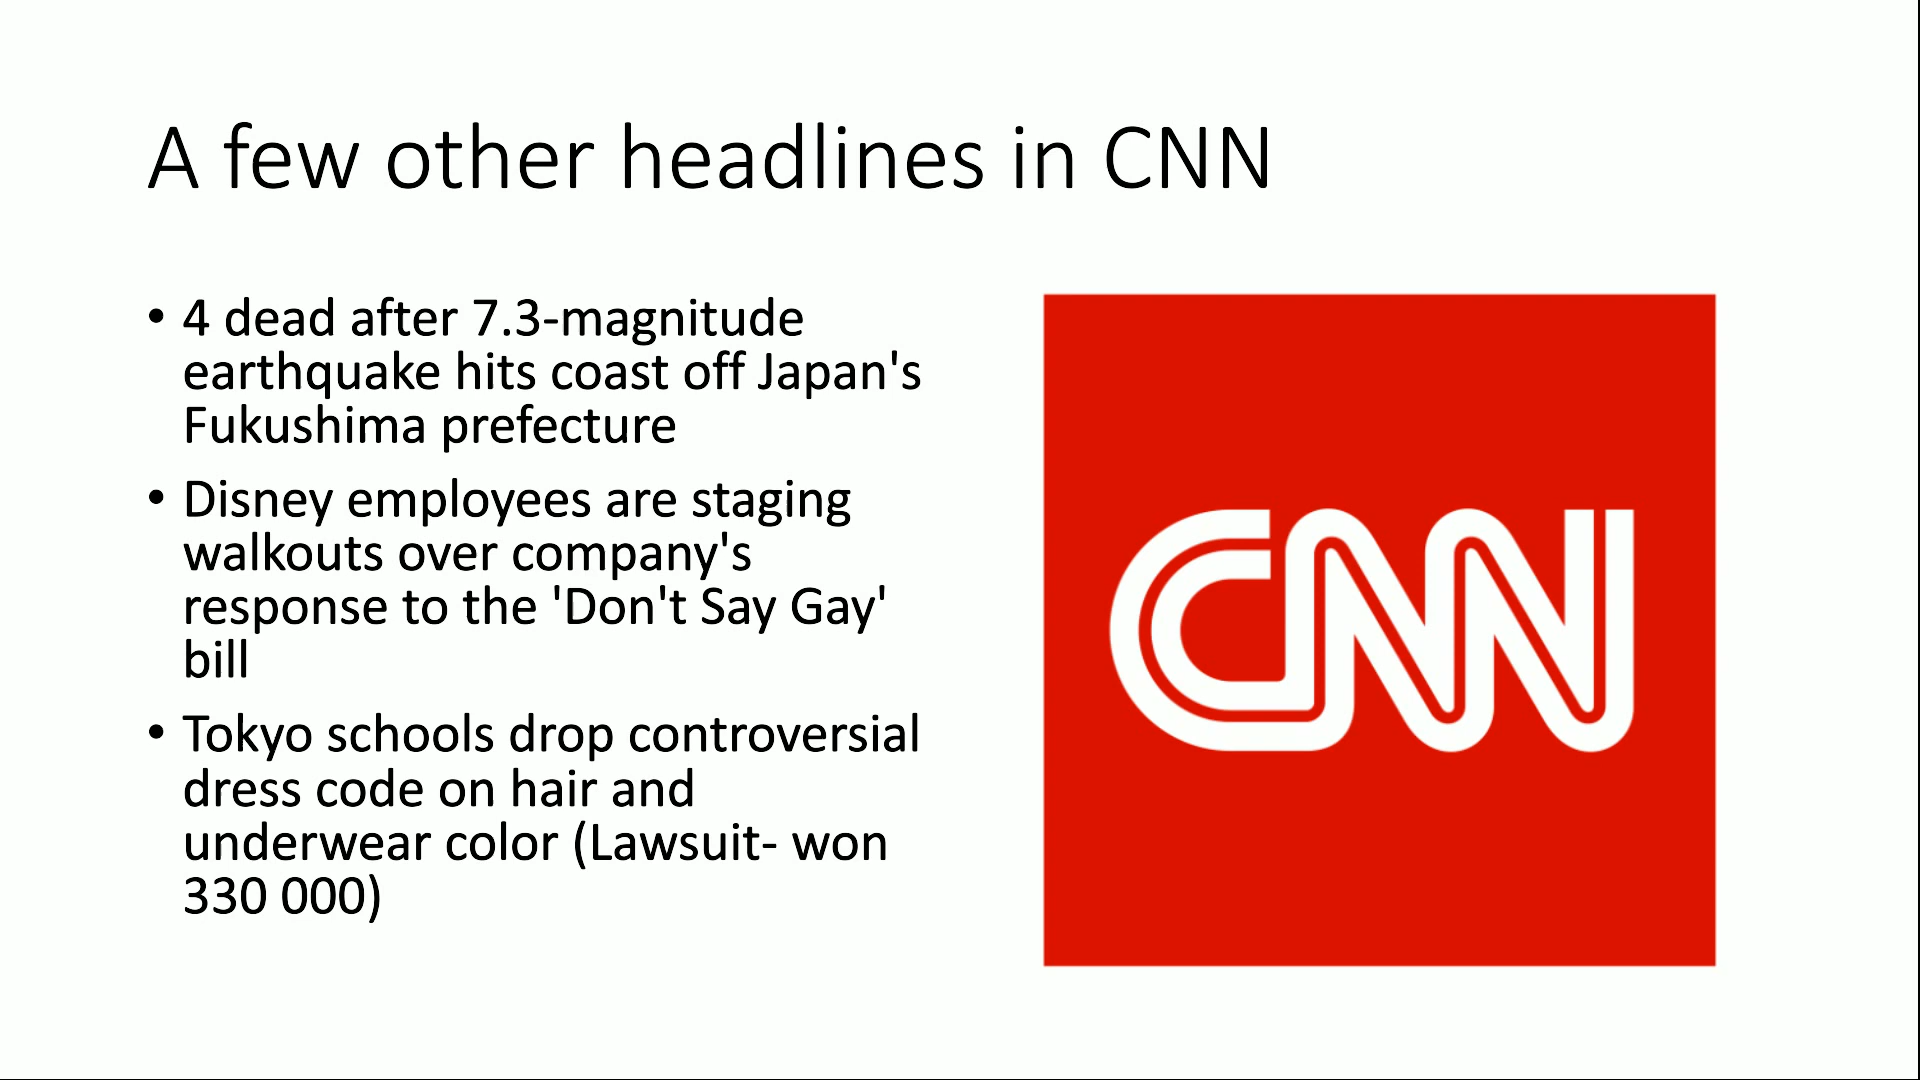 A few other headlines in CNN
• 4 dead after 7.3-magnitude
earthquake hits coast off Japan's
Fukushima prefecture
• Disney employees are staging
walkouts over company's
response to the 'Don't Say Gay'
bill
• Tokyo schools drop controversial
dress code on hair and
underwear color (Lawsuit- won
330 000)
CNN